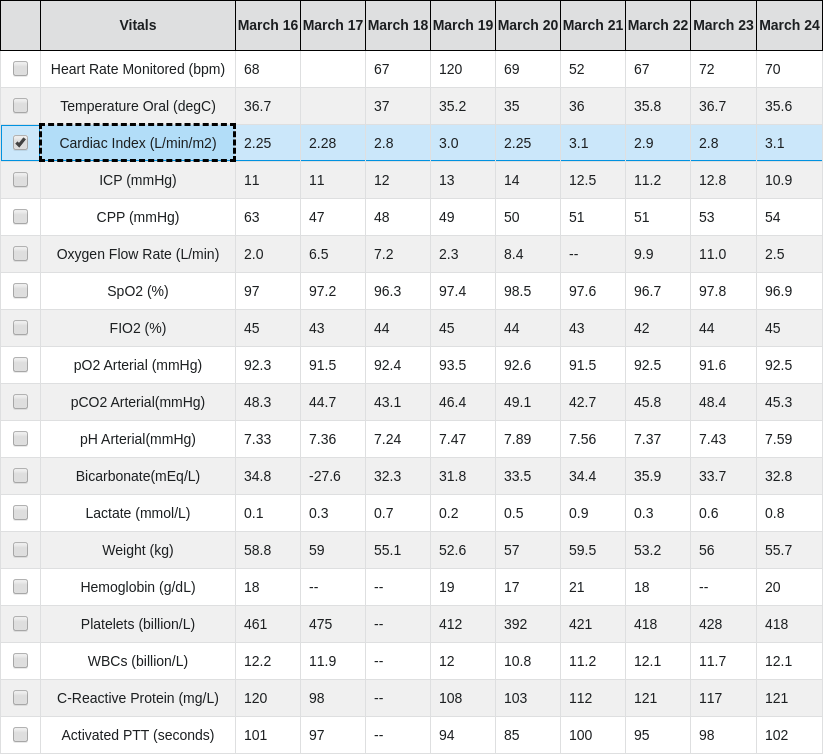 Vitals March 16 March 17 March 18 March 19 March 20 March 21 March 22 March 23 March 24
Heart Rate Monitored (bpm) 68 67 120 69 52 67 72 70
Temperature Oral (degC) 36.7 37 35.2 35 36 35.8 36.7 35.6
Cardiac Index (L/min/m2) 2.25 2.28 2.8 3.0 2.25 3.1 2.9 2.8 3.1
ICP (mmHg) 11 11 12 13 14 12.5 11.2 12.8 10.9
CPP (mmHg) 63 47 48 49 50 51 51 53 54
Oxygen Flow Rate (L/min) 2.0 6.5 7.2 2.3 8.4 -- 9.9 11.0 2.5
SpO2 (%) 97 97.2 96.3 97.4 98.5 97.6 96.7 97.8 96.9
FIO2 (%) 45 43 44 45 44 43 42 44 45
pO2 Arterial (mmHg) 92.3 91.5 92.4 93.5 92.6 91.5 92.5 91.6 92.5
pCO2 Arterial(mmHg) 48.3 44.7 43.1 46.4 49.1 42.7 45.8 48.4 45.3
pH Arterial(mmHg) 7.33 7.36 7.24 7.47 7.89 7.56 7.37 7.43 7.59
Bicarbonate(mEq/L) 34.8 -27.6 32.3 31.8 33.5 34.4 35.9 33.7 32.8
Lactate (mmol/L) 0.1 0.3 0.7 0.2 0.5 0.9 0.3 0.6 0.8
Weight (kg) 58.8 59 55.1 52.6 57 59.5 53.2 56 55.7
Hemoglobin (g/dL) 18 -- -- 19 17 21 18 -- 20
Platelets (billion/L) 461 475 -- 412 392 421 418 428 418
WBCs (billion/L) 12.2 11.9 -- 12 10.8 11.2 12.1 11.7 12.1
C-Reactive Protein (mg/L) 120 98 -- 108 103 112 121 117 121
Activated PTT (seconds) 101 97 -- 94 85 100 95 98 102